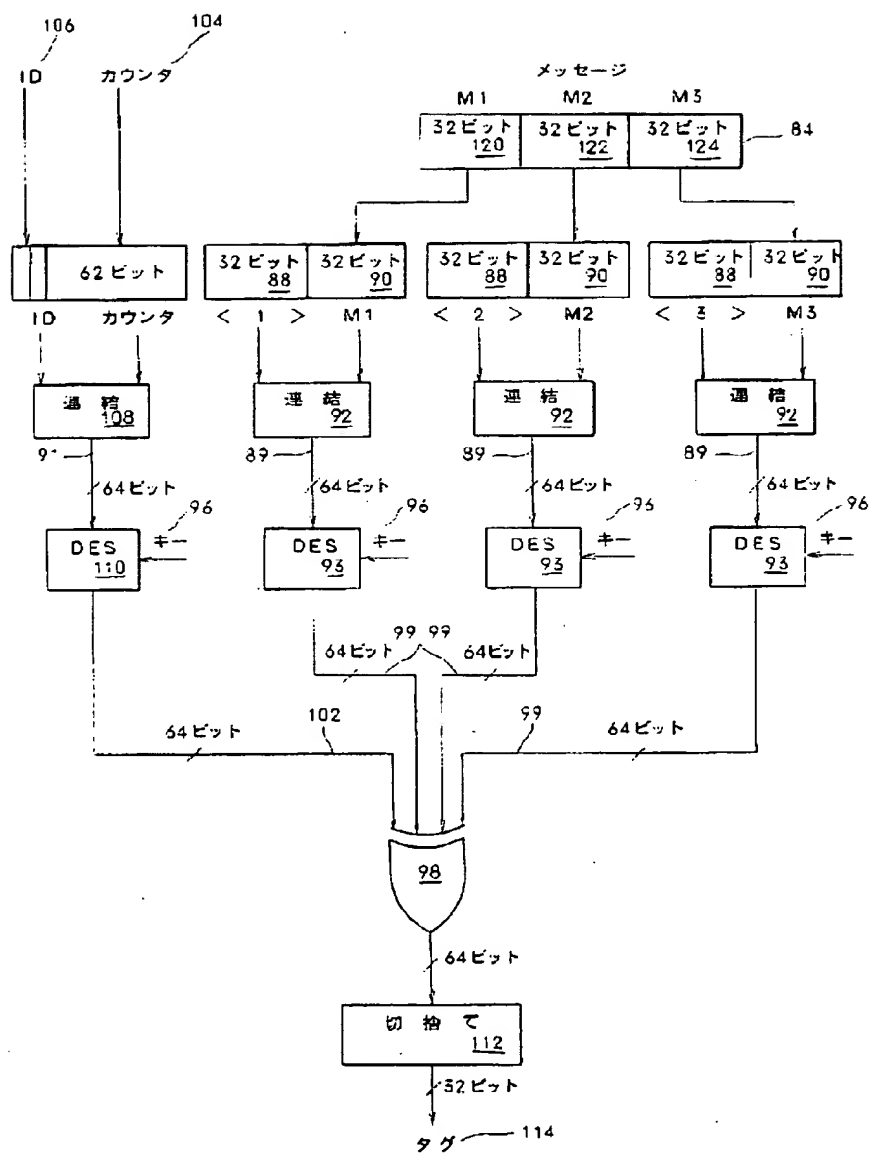 106
104
ID
カウンタ
メッセージ
M1 M2 M3
32ビット 120 32ビット 122 32ビット 124
84
62ビット
32ビット 88 32ビット 90
32ビット 88 32ビット 90
32ビット 88 32ビット 90
ID カウンタ < 1 > M1 < 2 > M2 < 3 > M3
連結 108
連結 92
連結 92
連結 92
89
89
89
64ビット 64ビット 64ビット 64ビット
96 96 96 96
DES 110 キー
DES 93 キー
DES 93 キー
DES 93 キー
64ビット 99 99 64ビット
64ビット 102 99 64ビット
98
64ビット
切捨て 112
32ビット
タグ 114